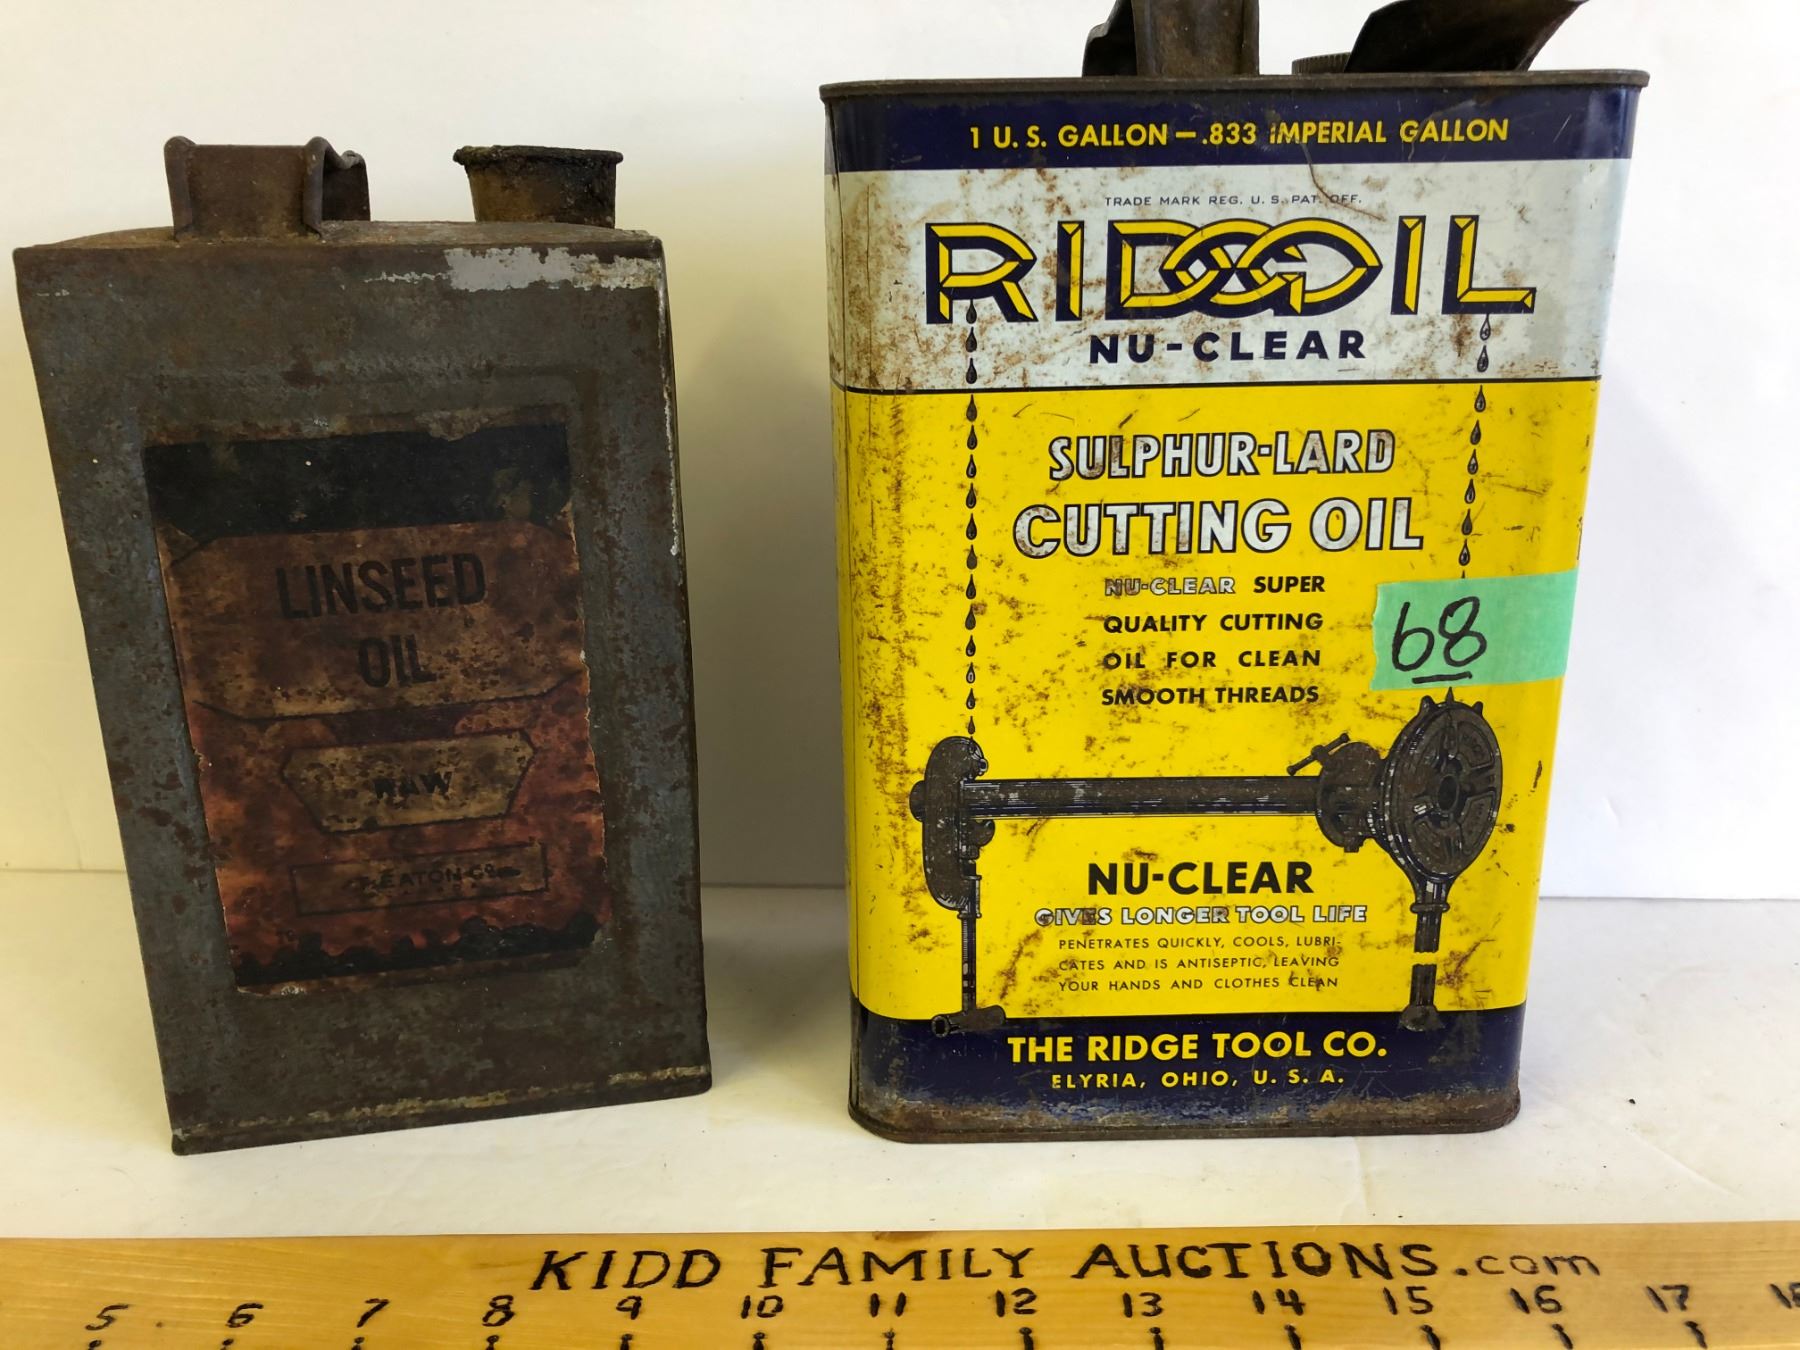 LINSEED
OIL
RAW
EATON Co
1 U. S. GALLON — .833 IMPERIAL GALLON
TRADE MARK REG. U. S. PAT. OFF.
RIDGOIL
NU-CLEAR
SULPHUR-LARD
CUTTING OIL
NU-CLEAR SUPER
QUALITY CUTTING
OIL FOR CLEAN
SMOOTH THREADS
68
NU-CLEAR
GIVES LONGER TOOL LIFE
PENETRATES QUICKLY, COOLS, LUBRI-
CATES AND IS ANTISEPTIC, LEAVING
YOUR HANDS AND CLOTHES CLEAN
THE RIDGE TOOL CO.
ELYRIA, OHIO, U. S. A.
KIDD FAMILY AUCTIONS.com
5 6 7 8 9 10 11 12 13 14 15 16 17 18